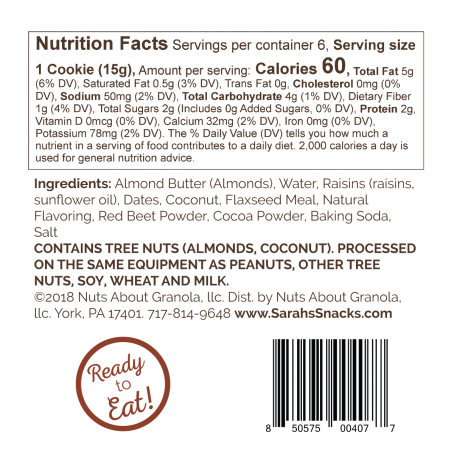 Nutrition Facts Servings per container 6, Serving size
1 Cookie (15g), Amount per serving: Calories 60, Total Fat 5g
(6% DV), Saturated Fat 0.5g (3% DV), Trans Fat 0g, Cholesterol 0mg (0%
DV), Sodium 50mg (2% DV), Total Carbohydrate 4g (1% DV), Dietary Fiber
1g (4% DV), Total Sugars 2g (Includes 0g Added Sugars, 0% DV), Protein 2g,
Vitamin D 0mcg (0% DV), Calcium 32mg (2% DV), Iron 0mg (0% DV),
Potassium 78mg (2% DV). The % Daily Value (DV) tells you how much a
nutrient in a serving of food contributes to a daily diet. 2,000 calories a day is
used for general nutrition advice.
Ingredients: Almond Butter (Almonds), Water, Raisins (raisins,
sunflower oil), Dates, Coconut, Flaxseed Meal, Natural
Flavoring, Red Beet Powder, Cocoa Powder, Baking Soda,
Salt
CONTAINS TREE NUTS (ALMONDS, COCONUT). PROCESSED
ON THE SAME EQUIPMENT AS PEANUTS, OTHER TREE
NUTS, SOY, WHEAT AND MILK.
©2018 Nuts About Granola, llc. Dist. by Nuts About Granola,
llc. York, PA 17401. 717-814-9648 www.SarahsSnacks.com
Ready
to
Eat!
8 50575 00407 7